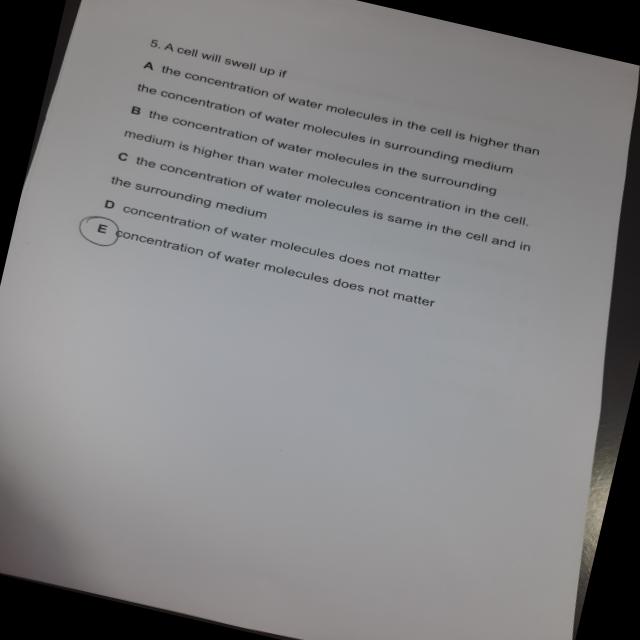 5. A cell will swell up if
A the concentration of water molecules in the cell is higher than
the concentration of water molecules in surrounding medium
B the concentration of water molecules in the surrounding
medium is higher than water molecules concentration in the cell.
C the concentration of water molecules is same in the cell and in
the surrounding medium
D concentration of water molecules does not matter
E concentration of water molecules does not matter